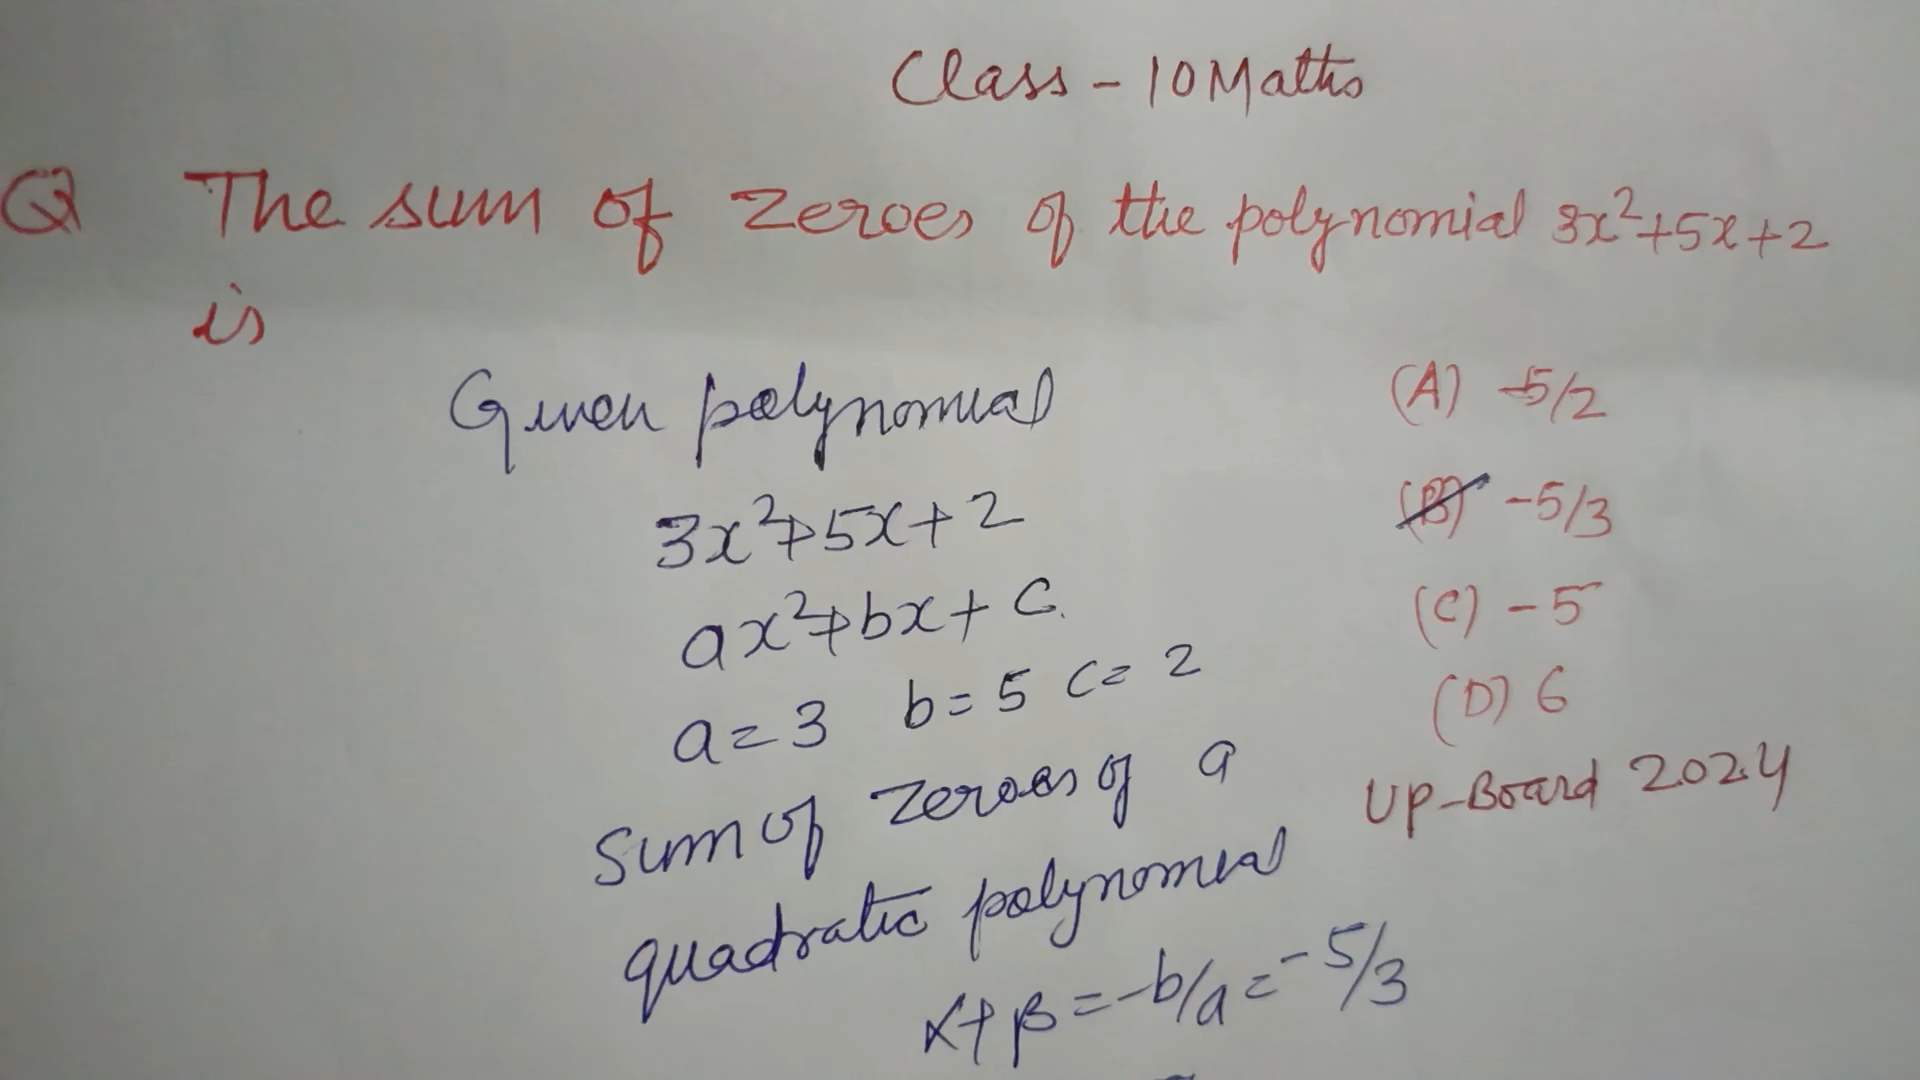 Class - 10 Maths
Q The sum of zeroes of the polynomial 3x²+5x+2
is
Given polynomial
(A) -5/2
3x²+5x+2
(B) -5/3
ax²+bx+c
(C) -5
a=3 b=5 c=2
(D) 6
Sum of zeroes of a
UP-Board 2024
quadratic polynomial
α+β=-b/a=-5/3